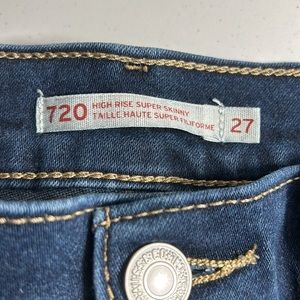 720
HIGH RISE SUPER SKINNY
TAILLE HAUTE SUPER FILIFORME
27